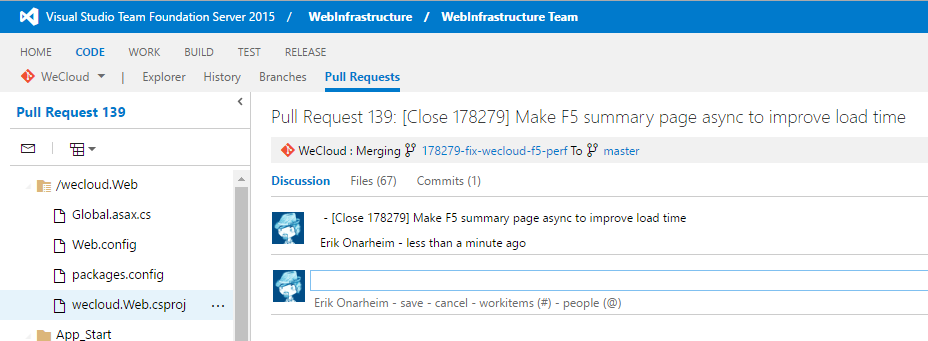 Visual Studio Team Foundation Server 2015 / WebInfrastructure / WebInfrastructure Team
HOME CODE WORK BUILD TEST RELEASE
WeCloud | Explorer History Branches Pull Requests
Pull Request 139
/wecloud.Web
Global.asax.cs
Web.config
packages.config
wecloud.Web.csproj ...
App_Start
Pull Request 139: [Close 178279] Make F5 summary page async to improve load time
WeCloud : Merging 178279-fix-wecloud-f5-perf To master
Discussion Files (67) Commits (1)
- [Close 178279] Make F5 summary page async to improve load time
Erik Onarheim - less than a minute ago
Erik Onarheim - save - cancel - workitems (#) - people (@)